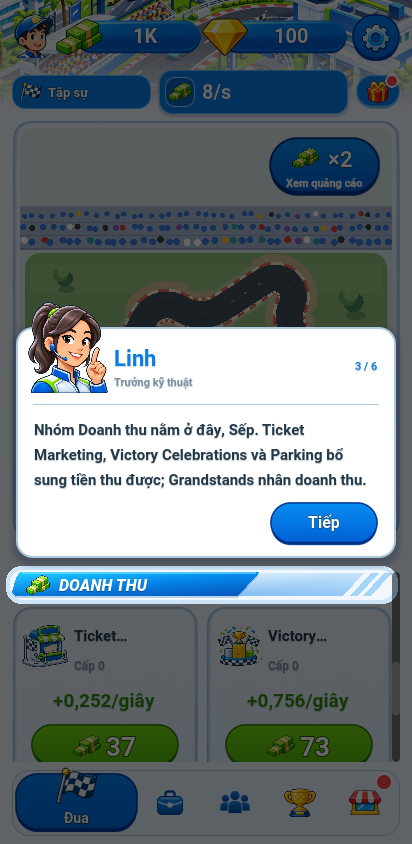 1K
100
Tập sự
8/s
×2
Xem quảng cáo
Linh
3 / 6
Trưởng kỹ thuật
Nhóm Doanh thu nằm ở đây, Sếp. Ticket
Marketing, Victory Celebrations và Parking bổ
sung tiền thu được; Grandstands nhân doanh thu.
Tiếp
DOANH THU
Ticket...
Cấp 0
+0,252/giây
37
Victory...
Cấp 0
+0,756/giây
73
Đua